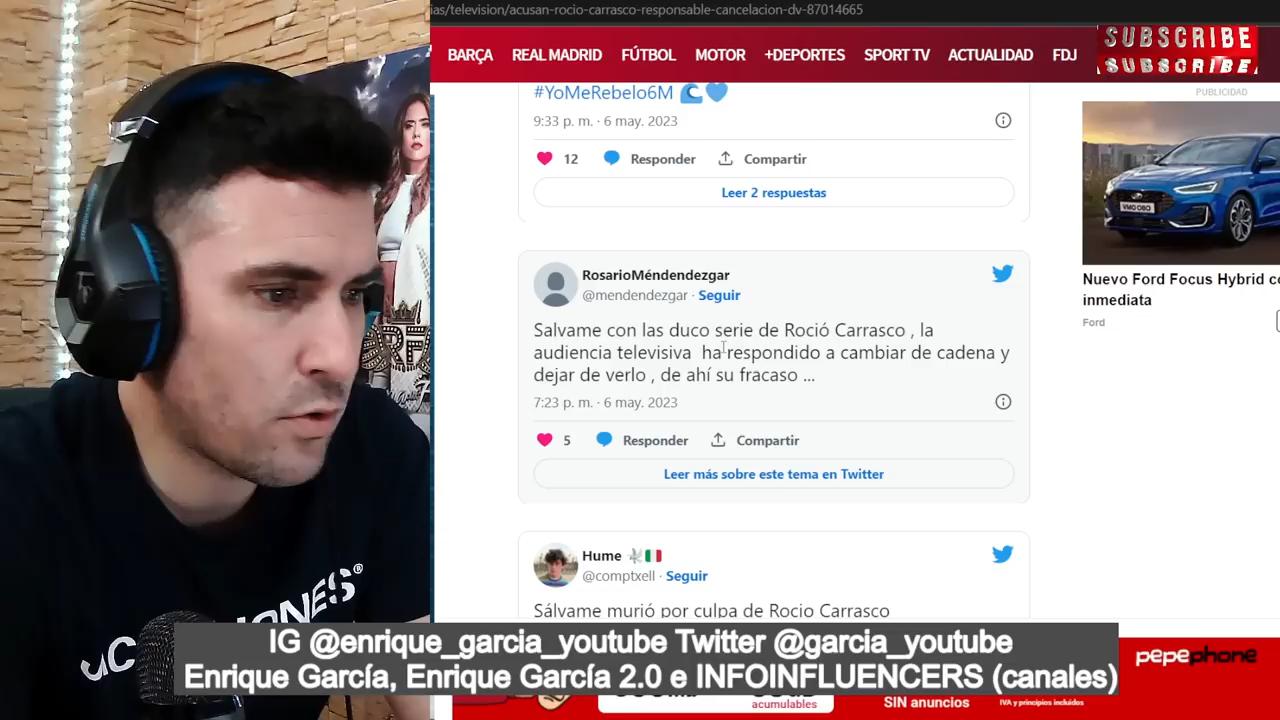 ias/television/acusan-rocio-carrasco-responsable-cancelacion-dv-87014665
BARÇA REAL MADRID FÚTBOL MOTOR +DEPORTES SPORT TV ACTUALIDAD FDJ
SUBSCRIBE
SUBSCRIBE
#YoMeRebelo6M 🌊💙
PUBLICIDAD
9:33 p. m. · 6 may. 2023
12 Responder Compartir
Leer 2 respuestas
RosarioMéndendezgar
@mendendezgar · Seguir
Salvame con las duco serie de Roció Carrasco , la
audiencia televisiva ha respondido a cambiar de cadena y
dejar de verlo , de ahí su fracaso ...
7:23 p. m. · 6 may. 2023
5 Responder Compartir
Leer más sobre este tema en Twitter
Nuevo Ford Focus Hybrid co
inmediata
Ford
Hume 🕊️🇮🇹
@comptxell · Seguir
Sálvame murió por culpa de Rocio Carrasco
IG @enrique_garcia_youtube Twitter @garcia_youtube
Enrique García, Enrique García 2.0 e INFOINFLUENCERS (canales)
pepephone
acumulables
SIN anuncios
IVA y principios incluidos